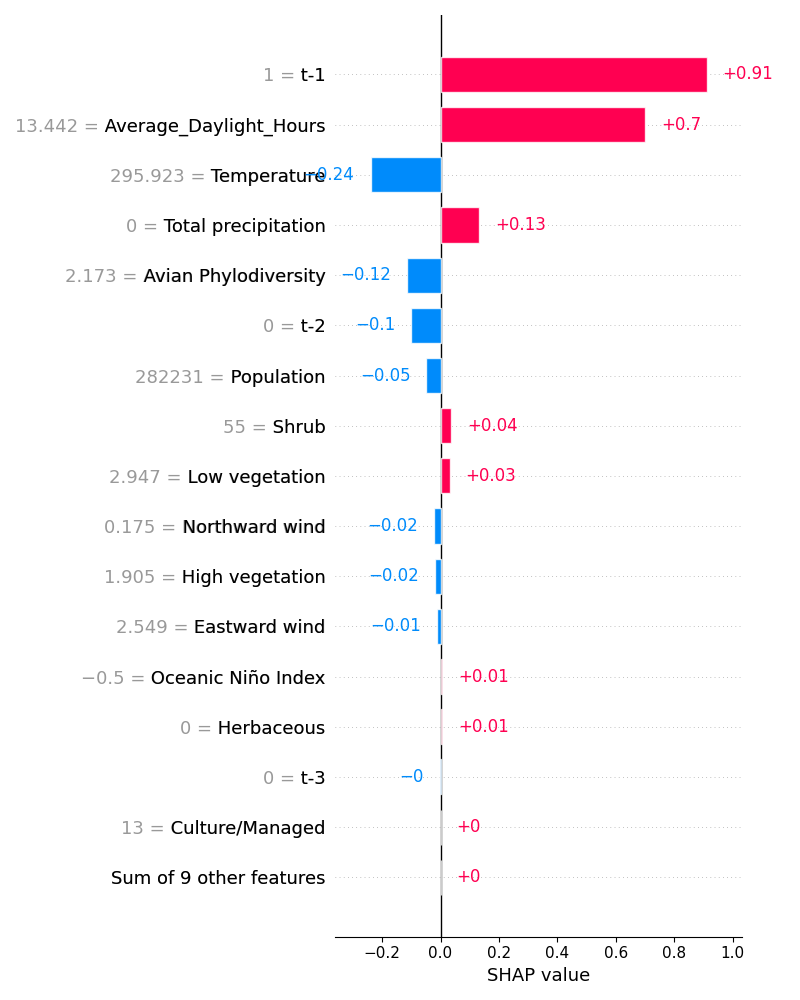 1 = t-1 +0.91
13.442 = Average_Daylight_Hours +0.7
295.923 = Temperature −0.24
0 = Total precipitation +0.13
2.173 = Avian Phylodiversity −0.12
0 = t-2 −0.1
282231 = Population −0.05
55 = Shrub +0.04
2.947 = Low vegetation +0.03
0.175 = Northward wind −0.02
1.905 = High vegetation −0.02
2.549 = Eastward wind −0.01
−0.5 = Oceanic Niño Index +0.01
0 = Herbaceous +0.01
0 = t-3 −0
13 = Culture/Managed +0
Sum of 9 other features +0
−0.2 0.0 0.2 0.4 0.6 0.8 1.0
SHAP value